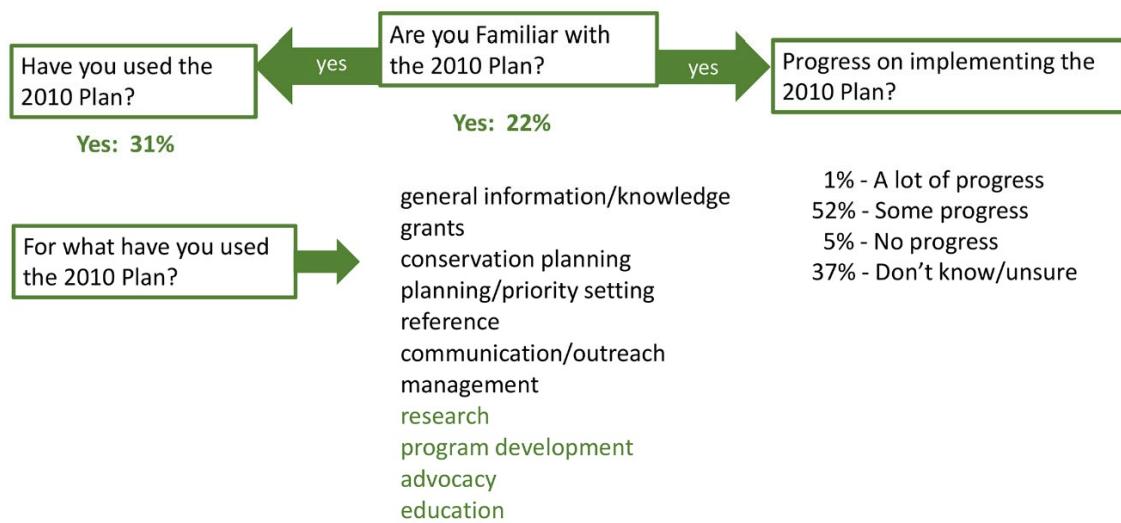 Are you Familiar with
the 2010 Plan?
yes
yes
Have you used the
2010 Plan?
Progress on implementing the
2010 Plan?
Yes:  31%
Yes:  22%
1% - A lot of progress
52% - Some progress
5% - No progress
37% - Don’t know/unsure
For what have you used
the 2010 Plan?
general information/knowledge
grants
conservation planning
planning/priority setting
reference
communication/outreach
management
research
program development
advocacy
education